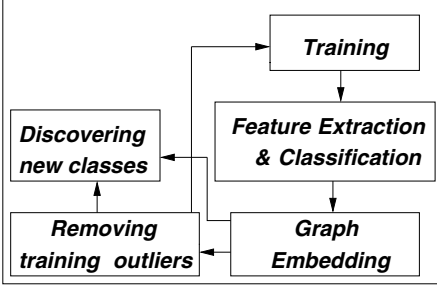 Training
Feature Extraction
& Classification
Discovering
new classes
Removing
training outliers
Graph
Embedding